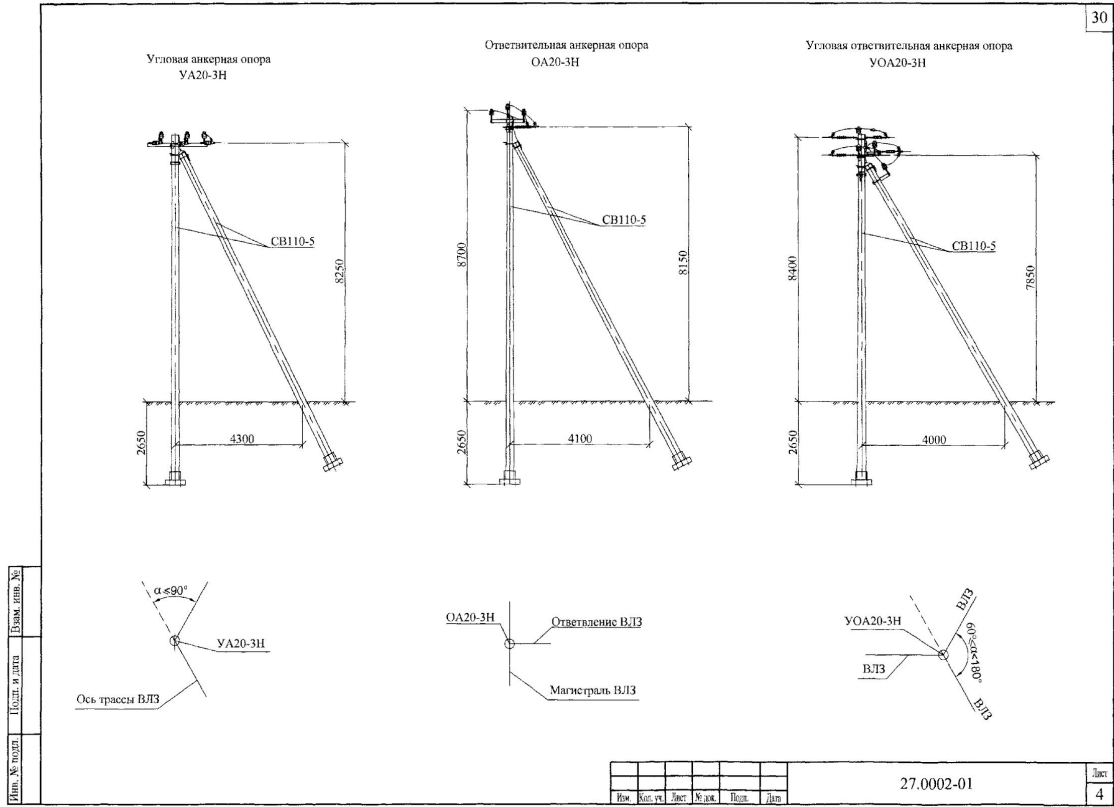 30
Угловая анкерная опора
УА20-3Н
Ответвительная анкерная опора
ОА20-3Н
Угловая ответвительная анкерная опора
УОА20-3Н
СВ110-5
8250
2650
4300
8700
СВ110-5
8150
2650
4100
8400
СВ110-5
7850
2650
4000
α≤90°
УА20-3Н
Ось трассы ВЛЗ
ОА20-3Н
Ответвление ВЛЗ
Магистраль ВЛЗ
УОА20-3Н
ВЛЗ
60°≤α<180°
ВЛЗ
ВЛЗ
Взам. инв. №
Подп. и дата
Инв. № подл.
Изм. Кол. уч. Лист № док. Подп. Дата
27.0002-01
Лист
4